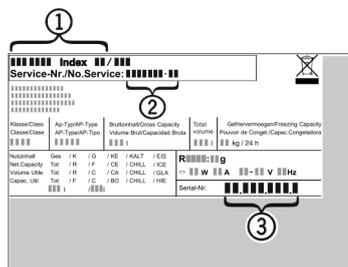 1
Index /
Service-Nr./No.Service: -
2
Klasse/Class Ap-Typ/AP-Type Bruttoinhalt/Gross Capacity Total Gefriervermoegen/Freezing Capacity
Classe/Clase AP-Type/AP-Tipo Volume Brut/Capacidad Bruta volume Pouvoir de Congel./Capac.Congeladora
l l kg / 24 h
Nutzinhalt Ges / K / G / KE / KALT / EIS
Net.Capacity Tot / R / F / CE / CHILL / ICE
Volume Utile Tot / R / C / CA / CHILL / GLA
Capac. Util Tot / F / C / BO / CHILL / HIE
l / l
R : g
W A - V Hz
Serial-Nr. . . .
3